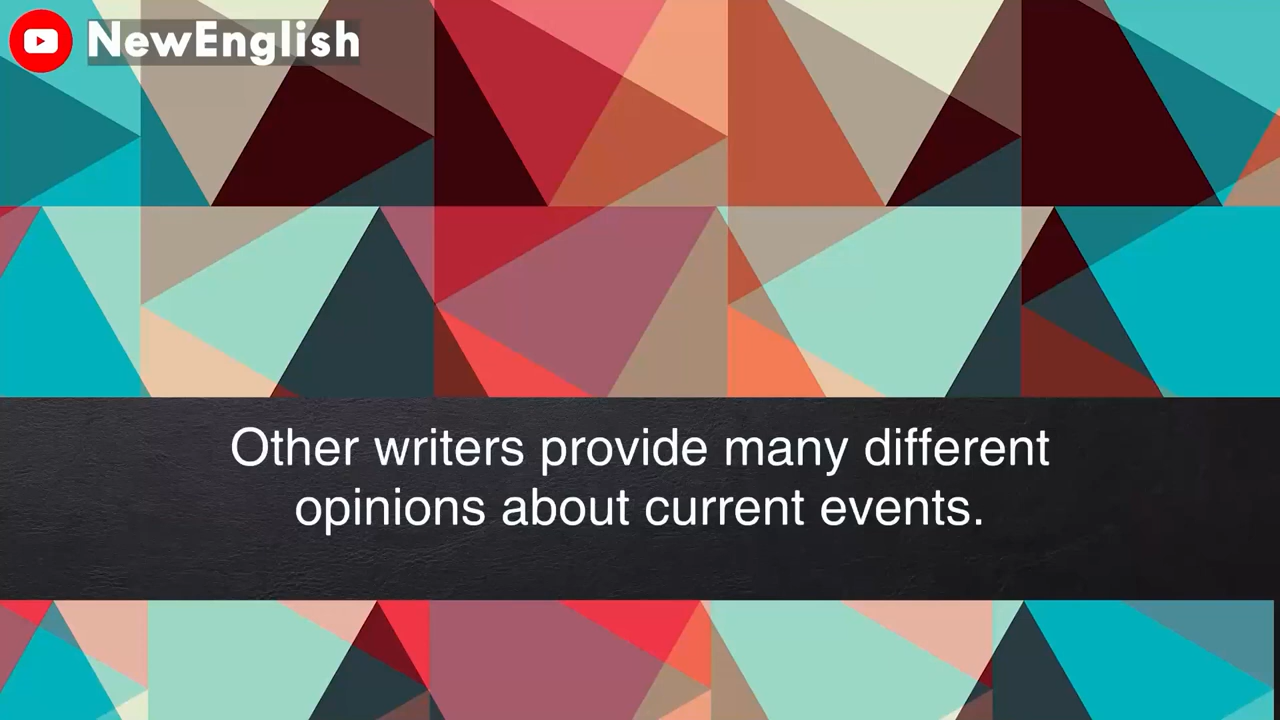 NewEnglish
Other writers provide many different
opinions about current events.